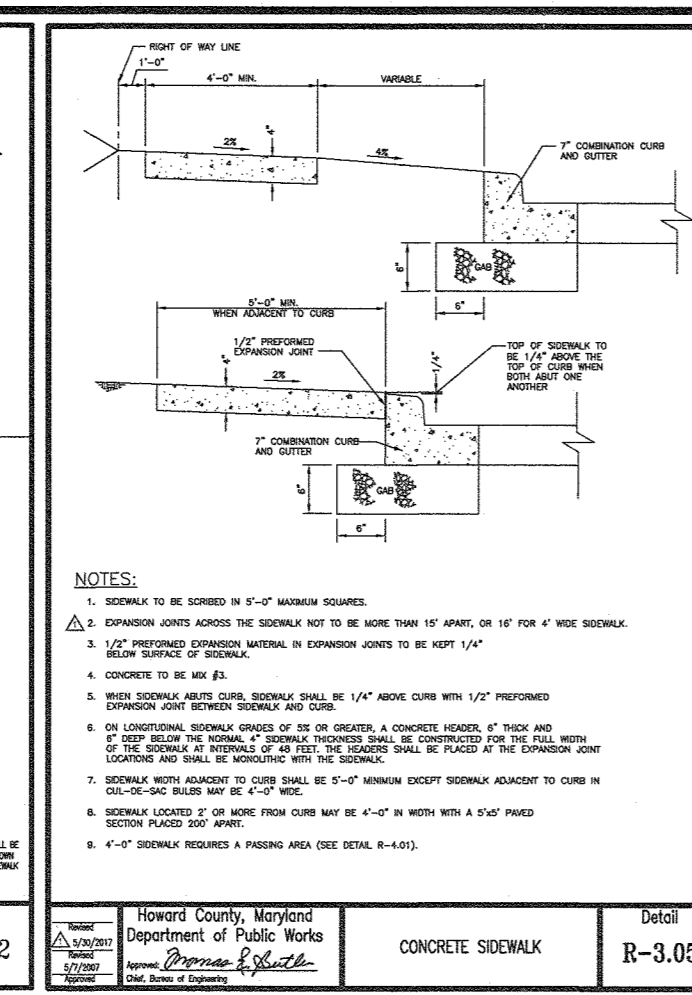 RIGHT OF WAY LINE
1'-0"
4'-0" MIN.
VARIABLE
2%
4"
4%
7" COMBINATION CURB
AND GUTTER
6"
GAB
6"
5'-0" MIN.
WHEN ADJACENT TO CURB
1/2" PREFORMED
EXPANSION JOINT
4"
2%
1/4"
TOP OF SIDEWALK TO
BE 1/4" ABOVE THE
TOP OF CURB WHEN
BOTH ABUT ONE
ANOTHER
7" COMBINATION CURB
AND GUTTER
6"
GAB
6"
NOTES:
1. SIDEWALK TO BE SCRIBED IN 5'-0" MAXIMUM SQUARES.
1 2. EXPANSION JOINTS ACROSS THE SIDEWALK NOT TO BE MORE THAN 15' APART, OR 16' FOR 4' WIDE SIDEWALK.
3. 1/2" PREFORMED EXPANSION MATERIAL IN EXPANSION JOINTS TO BE KEPT 1/4"
BELOW SURFACE OF SIDEWALK.
4. CONCRETE TO BE MIX #3.
5. WHEN SIDEWALK ABUTS CURB, SIDEWALK SHALL BE 1/4" ABOVE CURB WITH 1/2" PREFORMED
EXPANSION JOINT BETWEEN SIDEWALK AND CURB.
6. ON LONGITUDINAL SIDEWALK GRADES OF 5% OR GREATER, A CONCRETE HEADER, 6" THICK AND
6" DEEP BELOW THE NORMAL 4" SIDEWALK THICKNESS SHALL BE CONSTRUCTED FOR THE FULL WIDTH
OF THE SIDEWALK AT INTERVALS OF 48 FEET. THE HEADERS SHALL BE PLACED AT THE EXPANSION JOINT
LOCATIONS AND SHALL BE MONOLITHIC WITH THE SIDEWALK.
7. SIDEWALK WIDTH ADJACENT TO CURB SHALL BE 5'-0" MINIMUM EXCEPT SIDEWALK ADJACENT TO CURB IN
CUL-DE-SAC BULBS MAY BE 4'-0" WIDE.
8. SIDEWALK LOCATED 2' OR MORE FROM CURB MAY BE 4'-0" IN WIDTH WITH A 5'x5' PAVED
SECTION PLACED 200' APART.
9. 4'-0" SIDEWALK REQUIRES A PASSING AREA (SEE DETAIL R-4.01).
LL BE
OWN
EWALK
2
Revised
1 5/30/2017
Revised
5/7/2007
Approved
Howard County, Maryland
Department of Public Works
Approved: Thomas E. Butler
Chief, Bureau of Engineering
CONCRETE SIDEWALK
Detail
R-3.05